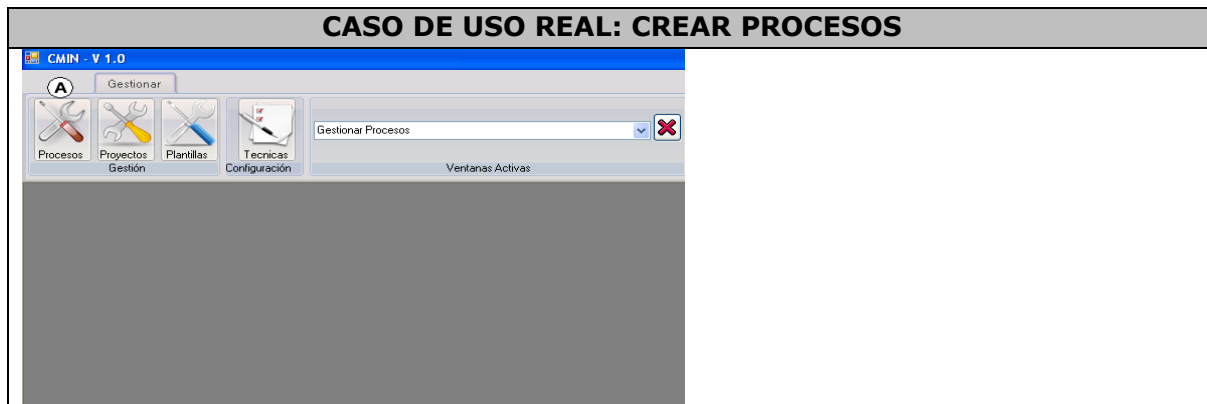 CASO DE USO REAL: CREAR PROCESOS
CMIN - V 1.0
A Gestionar
Gestionar Procesos
Procesos Proyectos Plantillas Tecnicas
Gestión Configuración Ventanas Activas